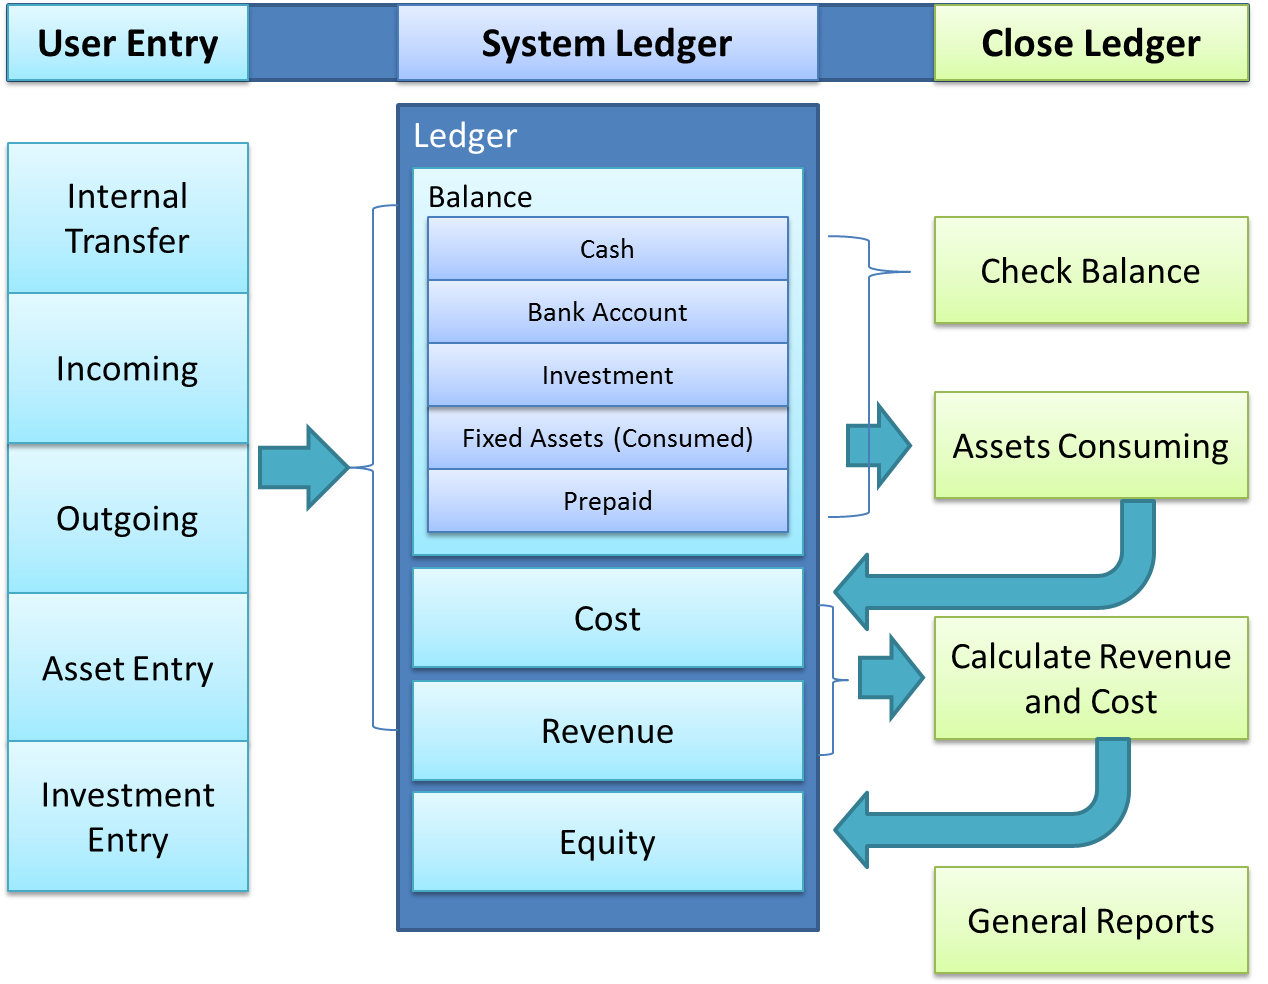 User Entry
System Ledger
Close Ledger
Internal
Transfer
Incoming
Outgoing
Asset Entry
Investment
Entry
Ledger
Balance
Cash
Bank Account
Investment
Fixed Assets (Consumed)
Prepaid
Cost
Revenue
Equity
Check Balance
Assets Consuming
Calculate Revenue
and Cost
General Reports